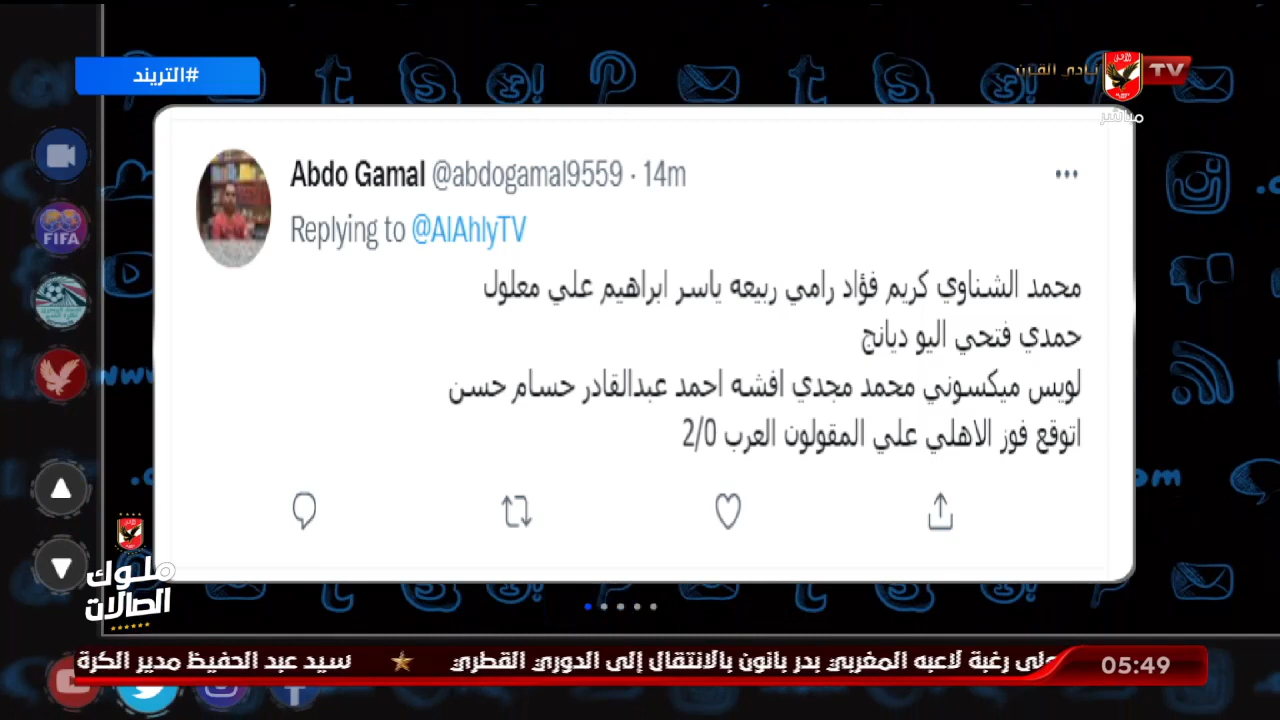 #التريند
نادي القرن
TV
مباشر
Abdo Gamal @abdogamal9559 · 14m
Replying to @AlAhlyTV
محمد الشناوي كريم فؤاد رامي ربيعه ياسر ابراهيم علي معلول
حمدي فتحي اليو ديانج
لويس ميكسوني محمد مجدي افشه احمد عبدالقادر حسام حسن
اتوقع فوز الاهلي علي المقولون العرب 2/0
FIFA
ملوك
الصالات
على رغبة لاعبه المغربي بدر بانون بالانتقال إلى الدوري القطري ★ سيد عبد الحفيظ مدير الكرة
05:49